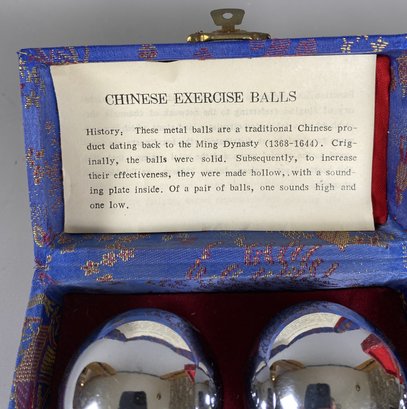 CHINESE EXERCISE BALLS
History: These metal balls are a traditional Chinese pro-
duct dating back to the Ming Dynasty (1368-1644). Crig-
inally, the balls were solid. Subsequently, to increase
their effectiveness, they were made hollow,. with a sound-
ing plate inside. Of a pair of balls, one sounds high and
one low.